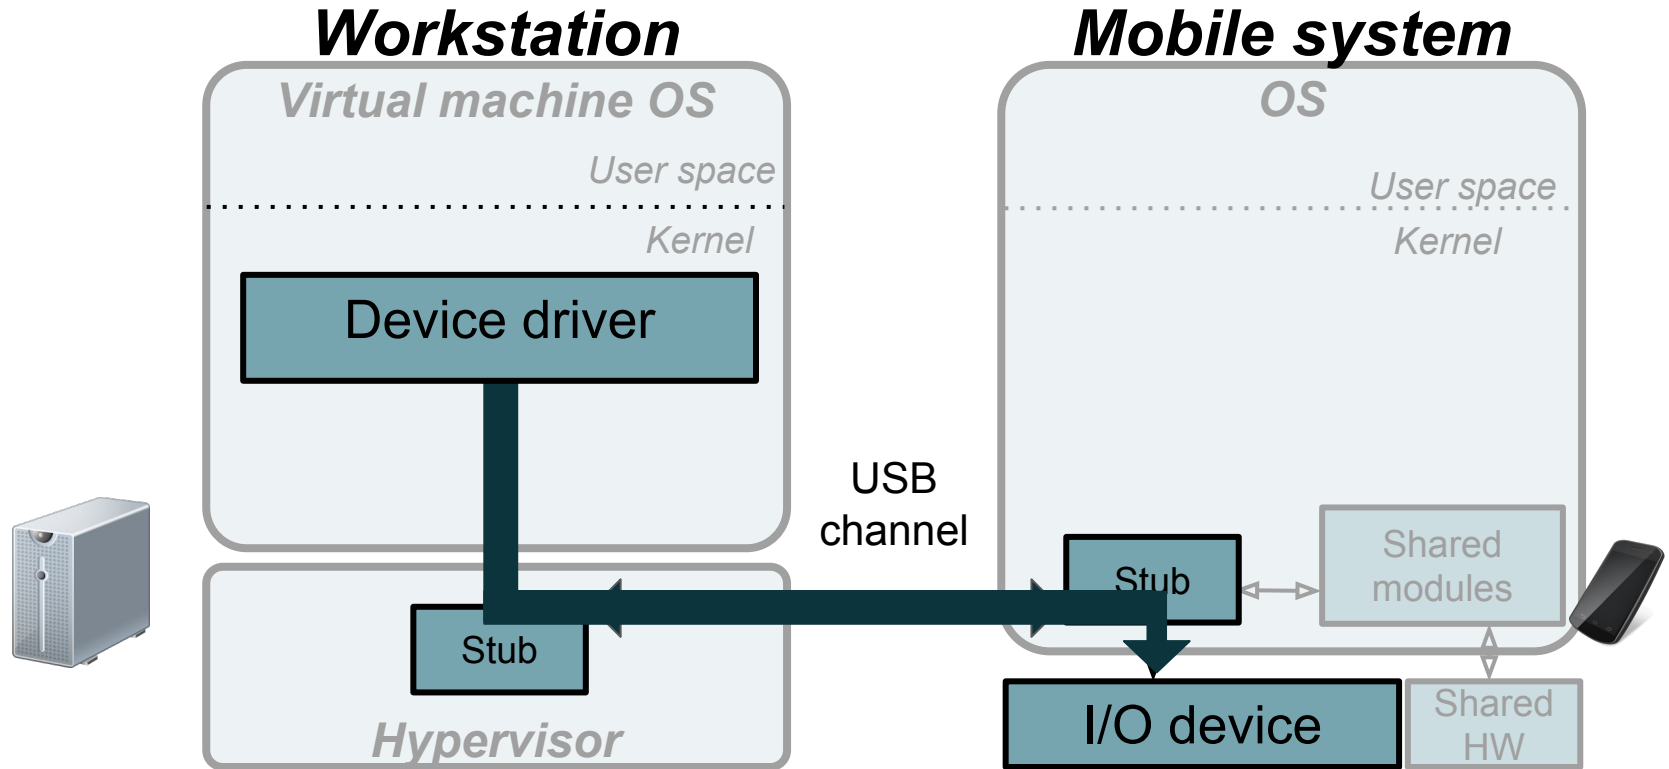 Workstation
Mobile system
Virtual machine OS
OS
User space
User space
Kernel
Kernel
Device driver
USB
channel
Shared
modules
Stub
Stub
Hypervisor
I/O device
Shared
HW